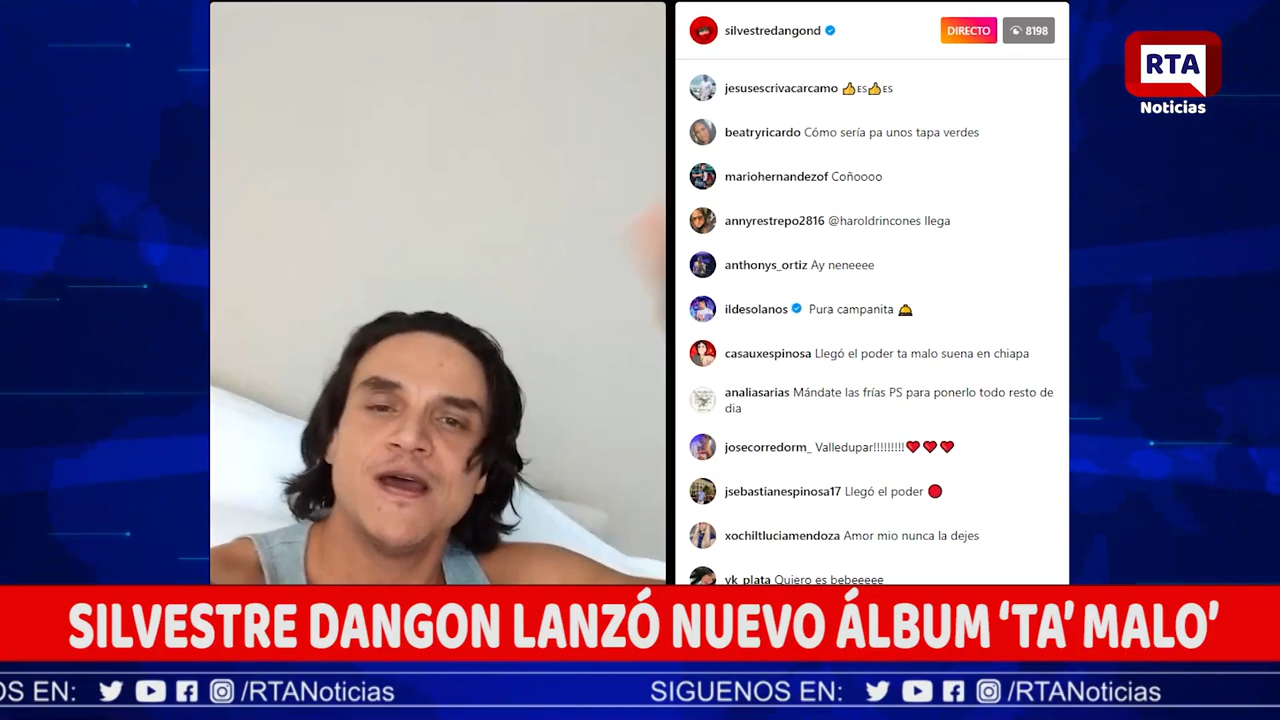 silvestredangond
DIRECTO
8198
RTA
Noticias
jesusescrivacarcamo 👍ES👍ES
beatryricardo Cómo sería pa unos tapa verdes
mariohernandezof Coñoooo
annyrestrepo2816 @haroldrincones llega
anthonys_ortiz Ay neneeee
ildesolanos Pura campanita 🛎
casauxespinosa Llegó el poder ta malo suena en chiapa
analiasarias Mándate las frías PS para ponerlo todo resto de
dia
josecorredorm_ Valledupar!!!!!!!!!❤❤❤
jsebastianespinosa17 Llegó el poder 🔴
xochiltluciamendoza Amor mio nunca la dejes
vk_plata Quiero es bebeeeee
SILVESTRE DANGON LANZÓ NUEVO ÁLBUM ‘TA’ MALO’
OS EN: /RTANoticias SIGUENOS EN: /RTANoticias